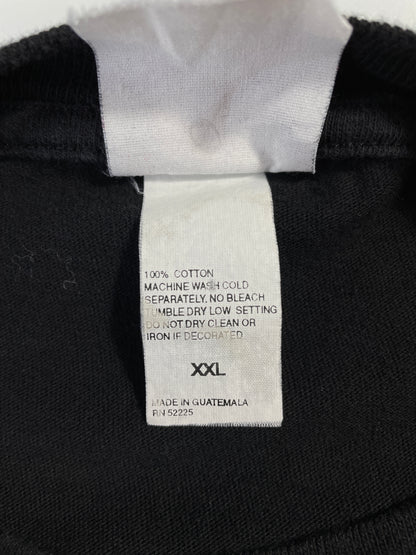 100% COTTON
MACHINE WASH COLD
SEPARATELY. NO BLEACH
TUMBLE DRY LOW SETTING
DO NOT DRY CLEAN OR
IRON IF DECORATED
XXL
MADE IN GUATEMALA
RN 52225